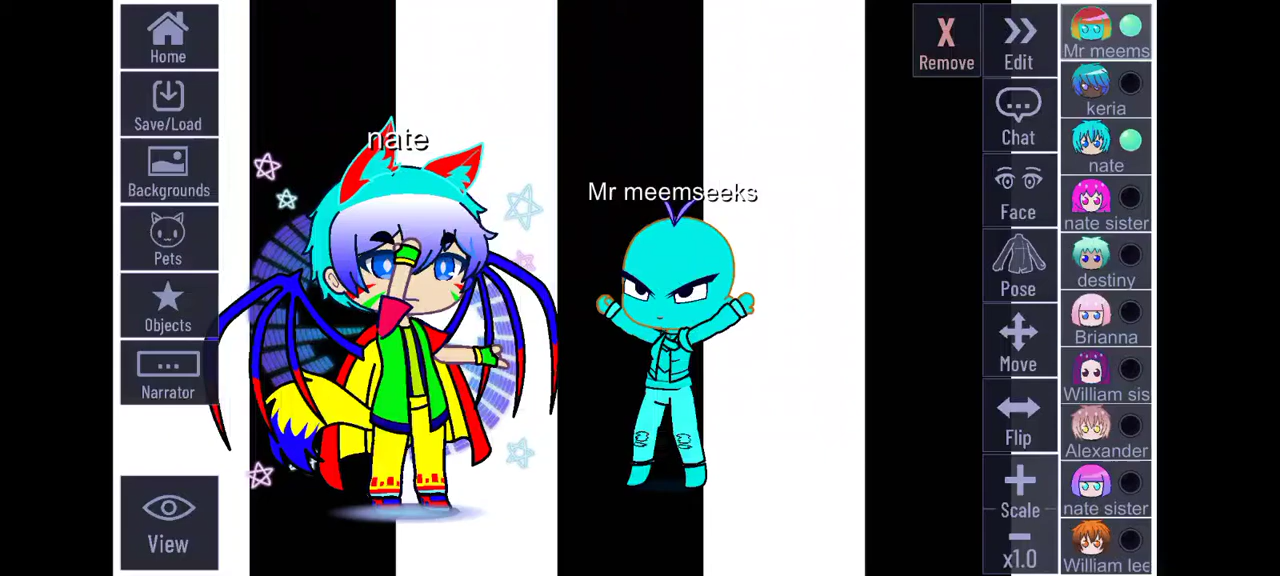 Home
Save/Load
Backgrounds
Pets
Objects
Narrator
View
nate
Mr meemseeks
X
Remove
Edit
Chat
Face
Pose
Move
Flip
Scale
x1.0
Mr meems
keria
nate
nate sister
destiny
Brianna
William sis
Alexander
nate sister
William lee